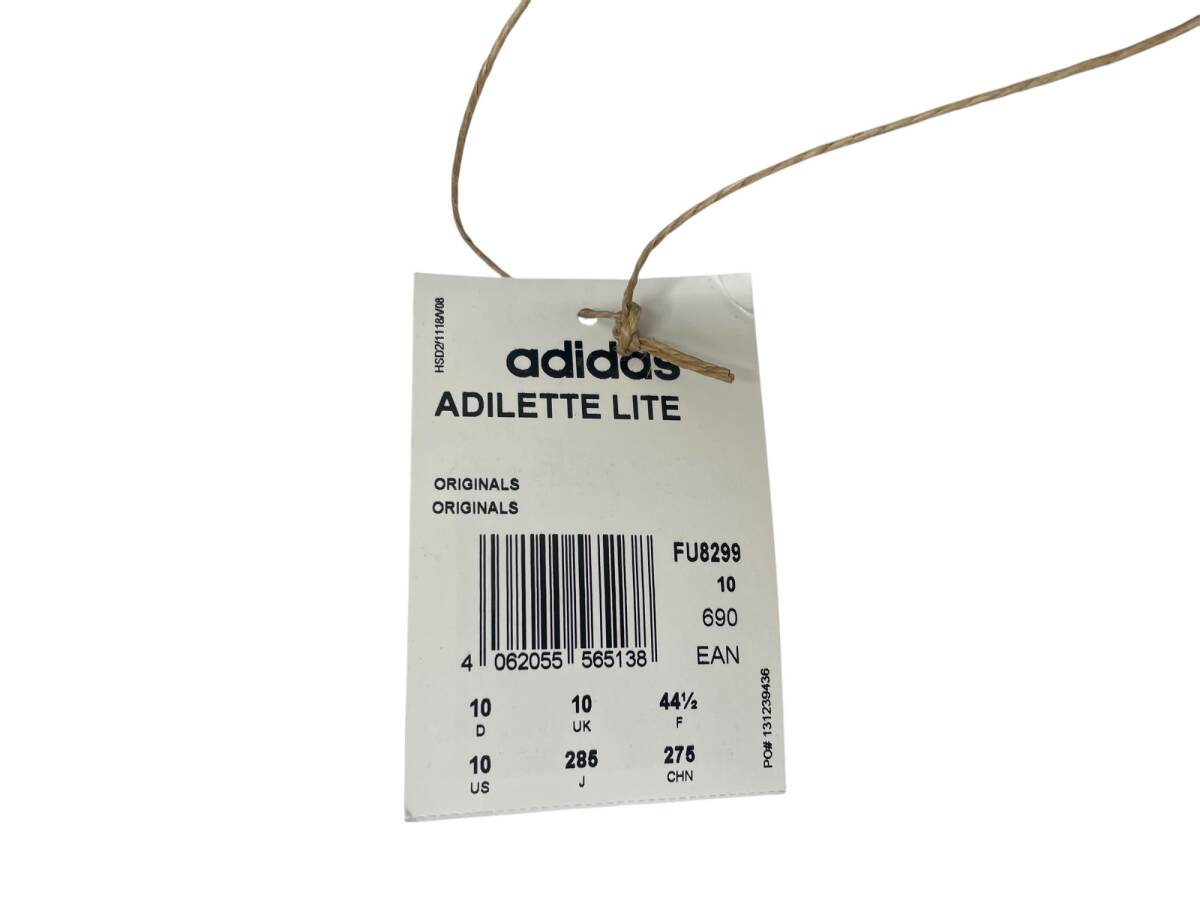 HSD2/1118/V08
adidas
ADILETTE LITE
ORIGINALS
ORIGINALS
FU8299
10
690
EAN
4 062055 565138
10 10 44½
D UK F
10 285 275
US J CHN
PO# 131239436